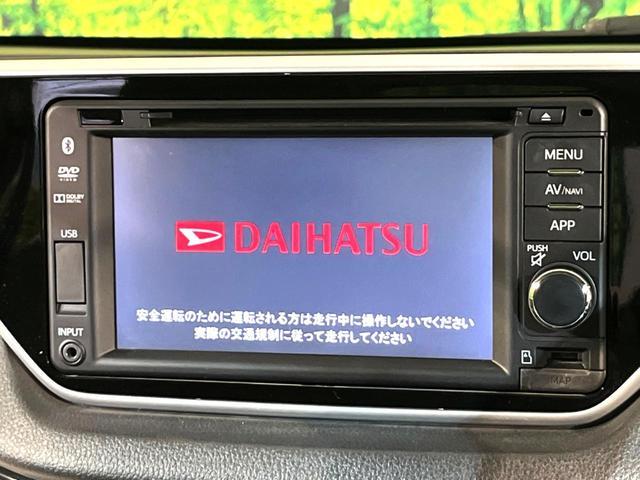 DVD
VIDEO
DOLBY
DIGITAL
USB
INPUT
DAIHATSU
安全運転のために運転される方は走行中に操作しないでください
実際の交通規制に従って走行してください
MENU
AV/NAVI
APP
PUSH
VOL
MAP